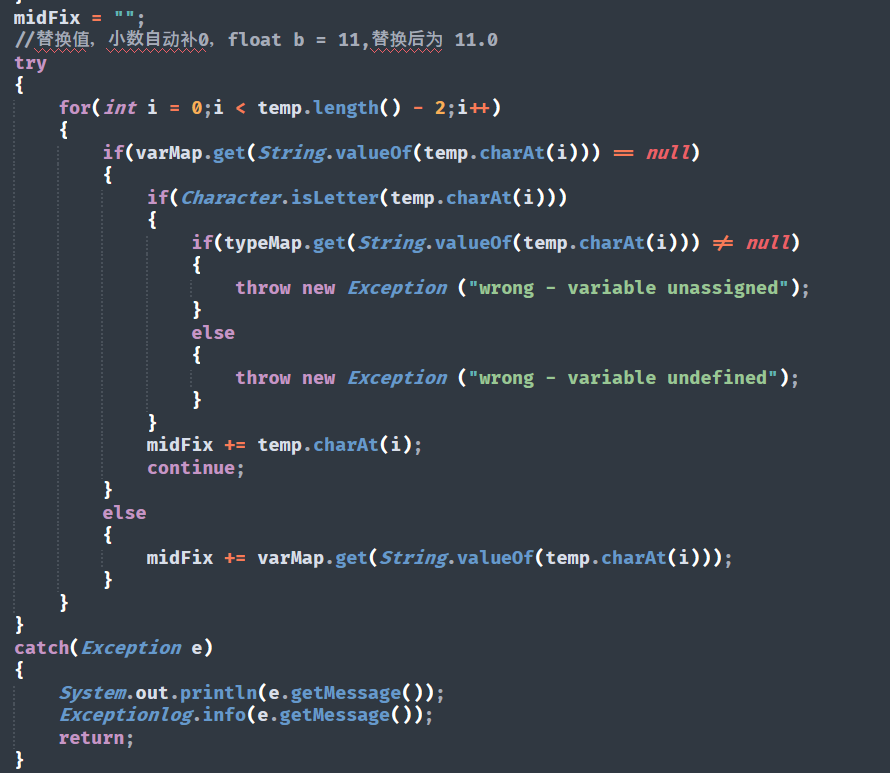 midFix = "";
//替换值，小数自动补0，float b = 11,替换后为 11.0
try
{
for(int i = 0;i < temp.length() - 2;i++)
{
if(varMap.get(String.valueOf(temp.charAt(i))) == null)
{
if(Character.isLetter(temp.charAt(i)))
{
if(typeMap.get(String.valueOf(temp.charAt(i))) != null)
{
throw new Exception ("wrong - variable unassigned");
}
else
{
throw new Exception ("wrong - variable undefined");
}
}
midFix += temp.charAt(i);
continue;
}
else
{
midFix += varMap.get(String.valueOf(temp.charAt(i)));
}
}
}
catch(Exception e)
{
System.out.println(e.getMessage());
Exceptionlog.info(e.getMessage());
return;
}